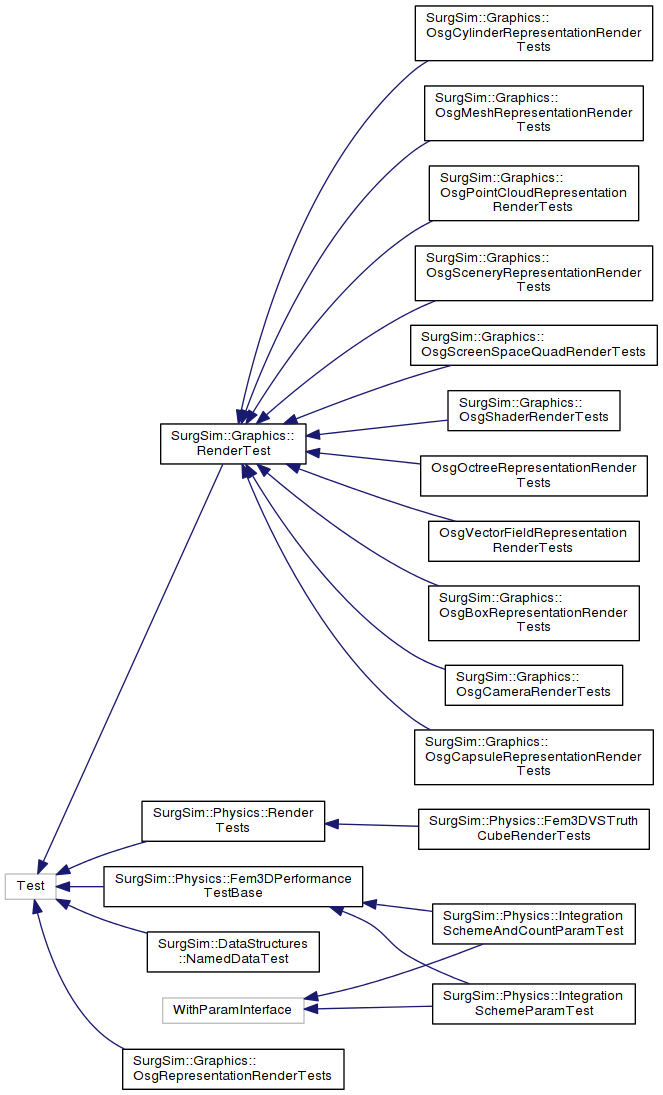 SurgSim::Graphics::
OsgCylinderRepresentationRender
Tests
SurgSim::Graphics::
OsgMeshRepresentationRender
Tests
SurgSim::Graphics::
OsgPointCloudRepresentation
RenderTests
SurgSim::Graphics::
OsgSceneryRepresentationRender
Tests
SurgSim::Graphics::
OsgScreenSpaceQuadRenderTests
SurgSim::Graphics::
OsgShaderRenderTests
SurgSim::Graphics::
RenderTest
OsgOctreeRepresentationRender
Tests
OsgVectorFieldRepresentation
RenderTests
SurgSim::Graphics::
OsgBoxRepresentationRender
Tests
SurgSim::Graphics::
OsgCameraRenderTests
SurgSim::Graphics::
OsgCapsuleRepresentationRender
Tests
SurgSim::Physics::Render
Tests
SurgSim::Physics::Fem3DVSTruth
CubeRenderTests
Test
SurgSim::Physics::Fem3DPerformance
TestBase
SurgSim::Physics::Integration
SchemeAndCountParamTest
SurgSim::DataStructures
::NamedDataTest
WithParamInterface
SurgSim::Physics::Integration
SchemeParamTest
SurgSim::Graphics::
OsgRepresentationRenderTests